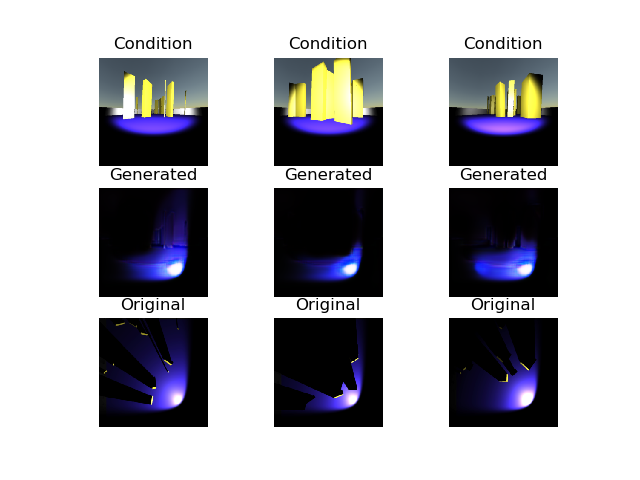 Condition Condition Condition
Generated Generated Generated
Original Original Original